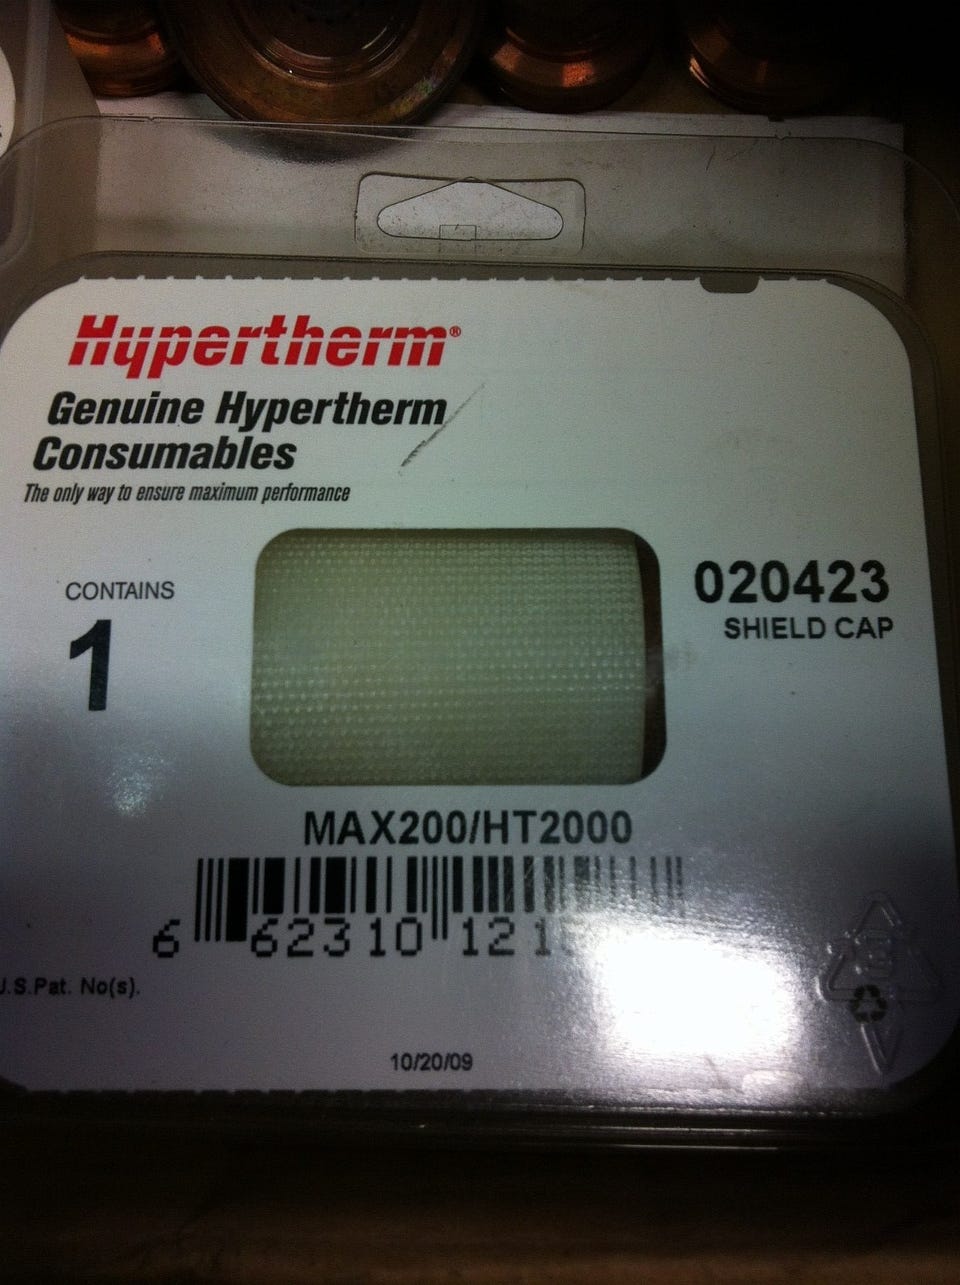 Hypertherm®
Genuine Hypertherm
Consumables
The only way to ensure maximum performance
CONTAINS
1
020423
SHIELD CAP
MAX200/HT2000
6 62310 121
U.S.Pat. No(s).
10/20/09